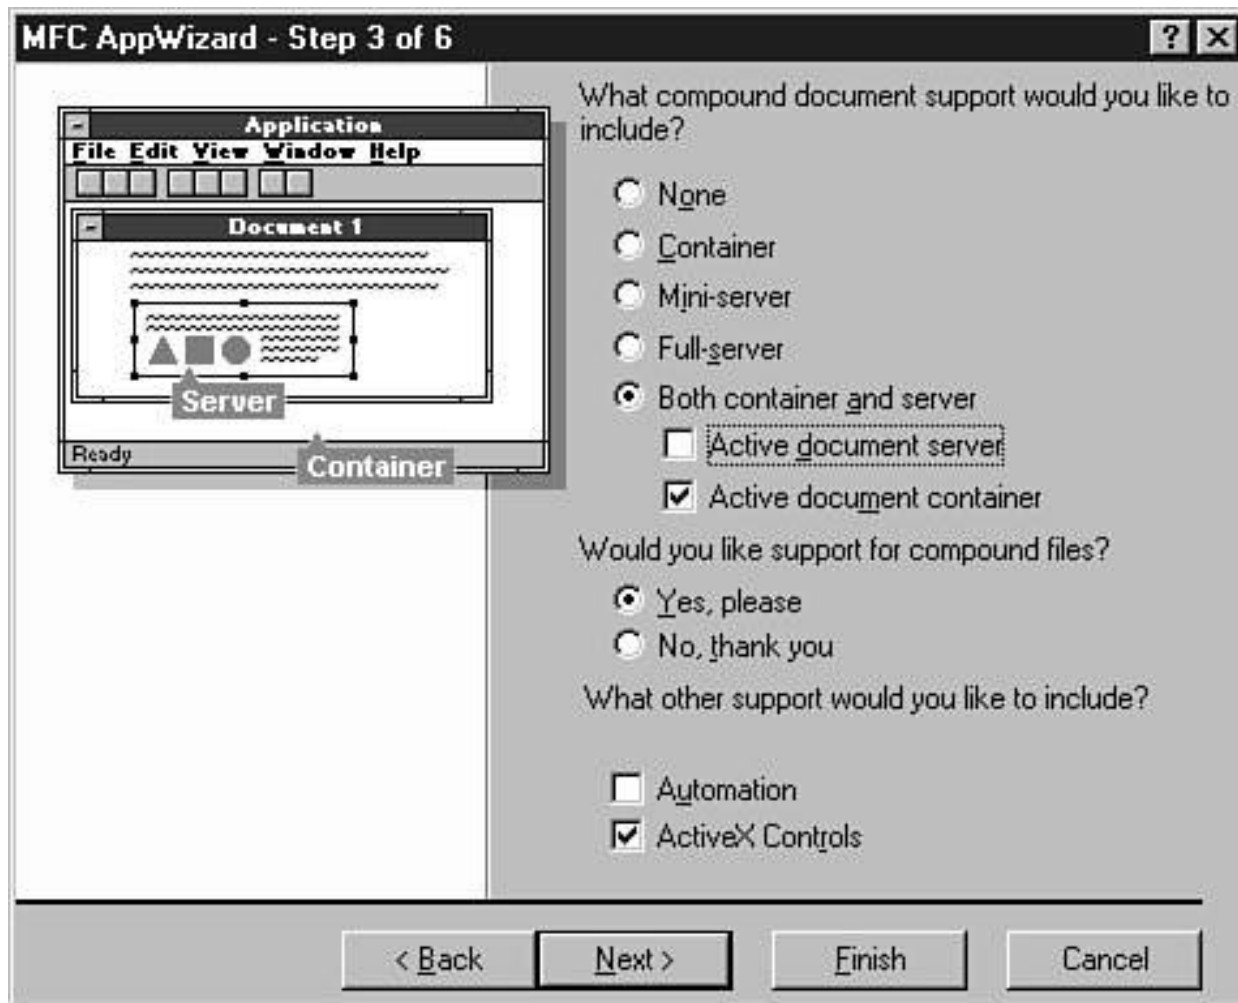 MFC AppWizard - Step 3 of 6
Application
File Edit View Window Help
Document 1
Server
Ready
Container
What compound document support would you like to
include?
None
Container
Mini-server
Full-server
Both container and server
Active document server
Active document container
Would you like support for compound files?
Yes, please
No, thank you
What other support would you like to include?
Automation
ActiveX Controls
< Back
Next >
Finish
Cancel